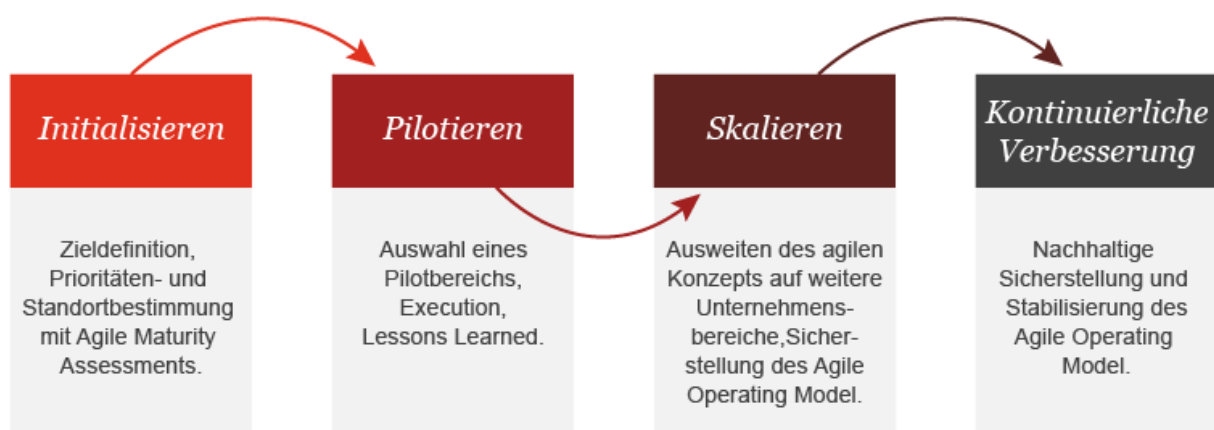 Initialisieren
Zieldefinition,
Prioritäten- und
Standortbestimmung
mit Agile Maturity
Assessments.
Pilotieren
Auswahl eines
Pilotbereichs,
Execution,
Lessons Learned.
Skalieren
Ausweiten des agilen
Konzepts auf weitere
Unternehmens-
bereiche,Sicher-
stellung des Agile
Operating Model.
Kontinuierliche
Verbesserung
Nachhaltige
Sicherstellung und
Stabilisierung des
Agile Operating
Model.